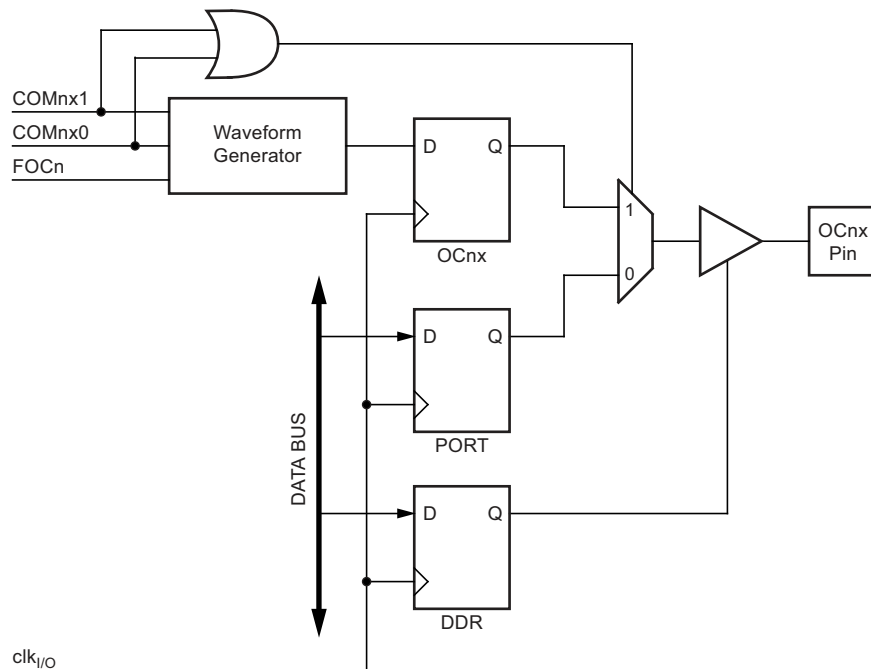 COMnx1
COMnx0
FOCn
Waveform
Generator
D
Q
OCnx
1
0
OCnx
Pin
D
Q
PORT
DATA BUS
D
Q
DDR
clkI/O